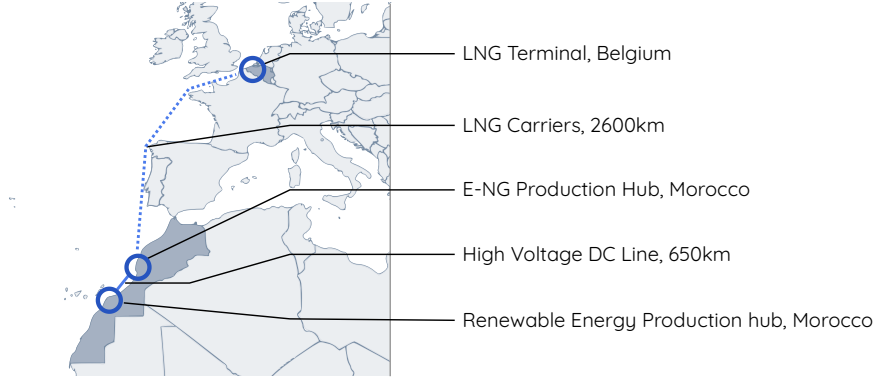 LNG Terminal, Belgium
LNG Carriers, 2600km
E-NG Production Hub, Morocco
High Voltage DC Line, 650km
Renewable Energy Production hub, Morocco